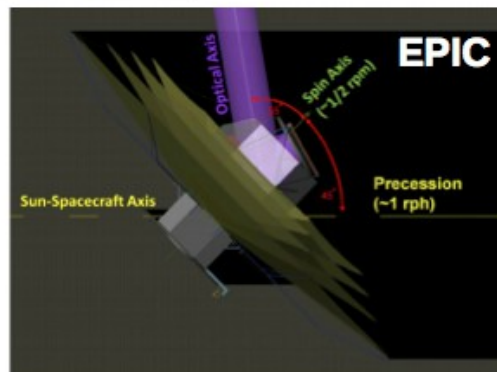 EPIC
Optical Axis
Spin Axis
(~1/2 rpm)
Precession
(~1 rph)
Sun-Spacecraft Axis